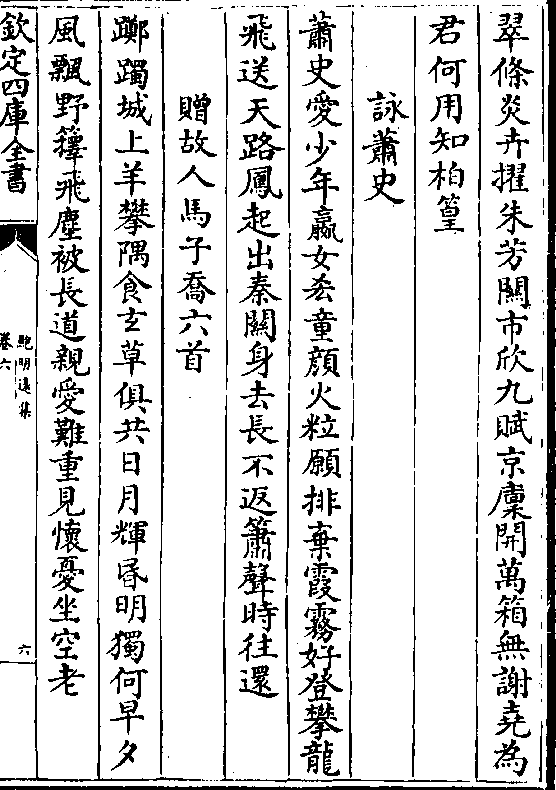 翠條炎卉擢朱芳關市欣九賦京廩開萬箱無謝堯為
君何用知柏篁
詠蕭史
蕭史愛少年嬴女丟童顔火粒願排棄霞霧好登攀龍
飛送天路鳳起出秦關身去長不返簫聲時往還
贈故人馬子喬六首
躑躅城上羊攀隅食玄草俱共日月輝昬明獨何早夕
風飄野籜飛塵被長道親愛難重見懷憂坐空老
欽定四庫全書
鮑明遠集
卷六
六